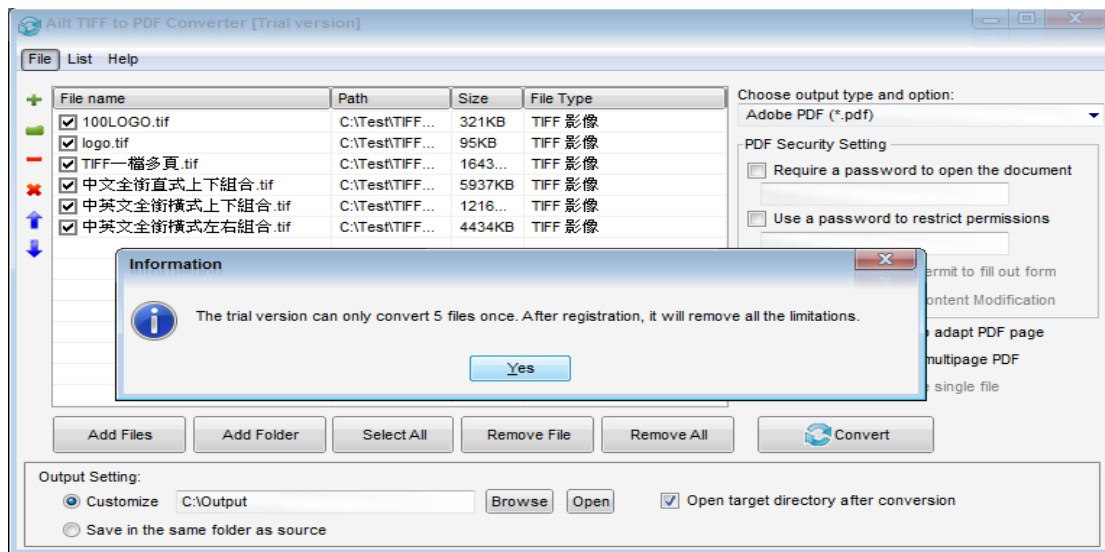 Ailt TIFF to PDF Converter [Trial version]
File List Help
File name Path Size File Type
100LOGO.tif C:\Test\TIFF... 321KB TIFF 影像
logo.tif C:\Test\TIFF... 95KB TIFF 影像
TIFF一檔多頁.tif C:\Test\TIFF... 1643... TIFF 影像
中文全銜直式上下組合.tif C:\Test\TIFF... 5937KB TIFF 影像
中英文全銜橫式上下組合.tif C:\Test\TIFF... 1216... TIFF 影像
中英文全銜橫式左右組合.tif C:\Test\TIFF... 4434KB TIFF 影像
Choose output type and option:
Adobe PDF (*.pdf)
PDF Security Setting
Require a password to open the document
Use a password to restrict permissions
ermit to fill out form
ontent Modification
adapt PDF page
multipage PDF
single file
Information
The trial version can only convert 5 files once. After registration, it will remove all the limitations.
Yes
Add Files Add Folder Select All Remove File Remove All Convert
Output Setting:
Customize C:\Output Browse Open Open target directory after conversion
Save in the same folder as source